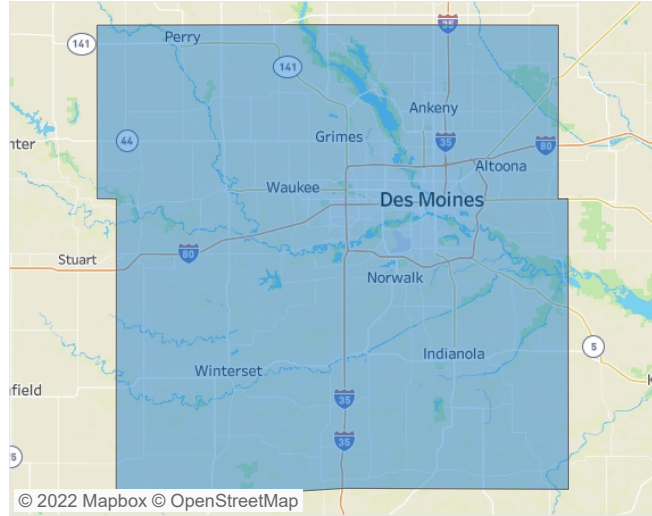 35
Perry
141
141
Ankeny
Grimes
44
35
80
nter
Altoona
Waukee
Des Moines
Stuart
80
Norwalk
5
Indianola
Winterset
K
nfield
35
35
5
© 2022 Mapbox © OpenStreetMap